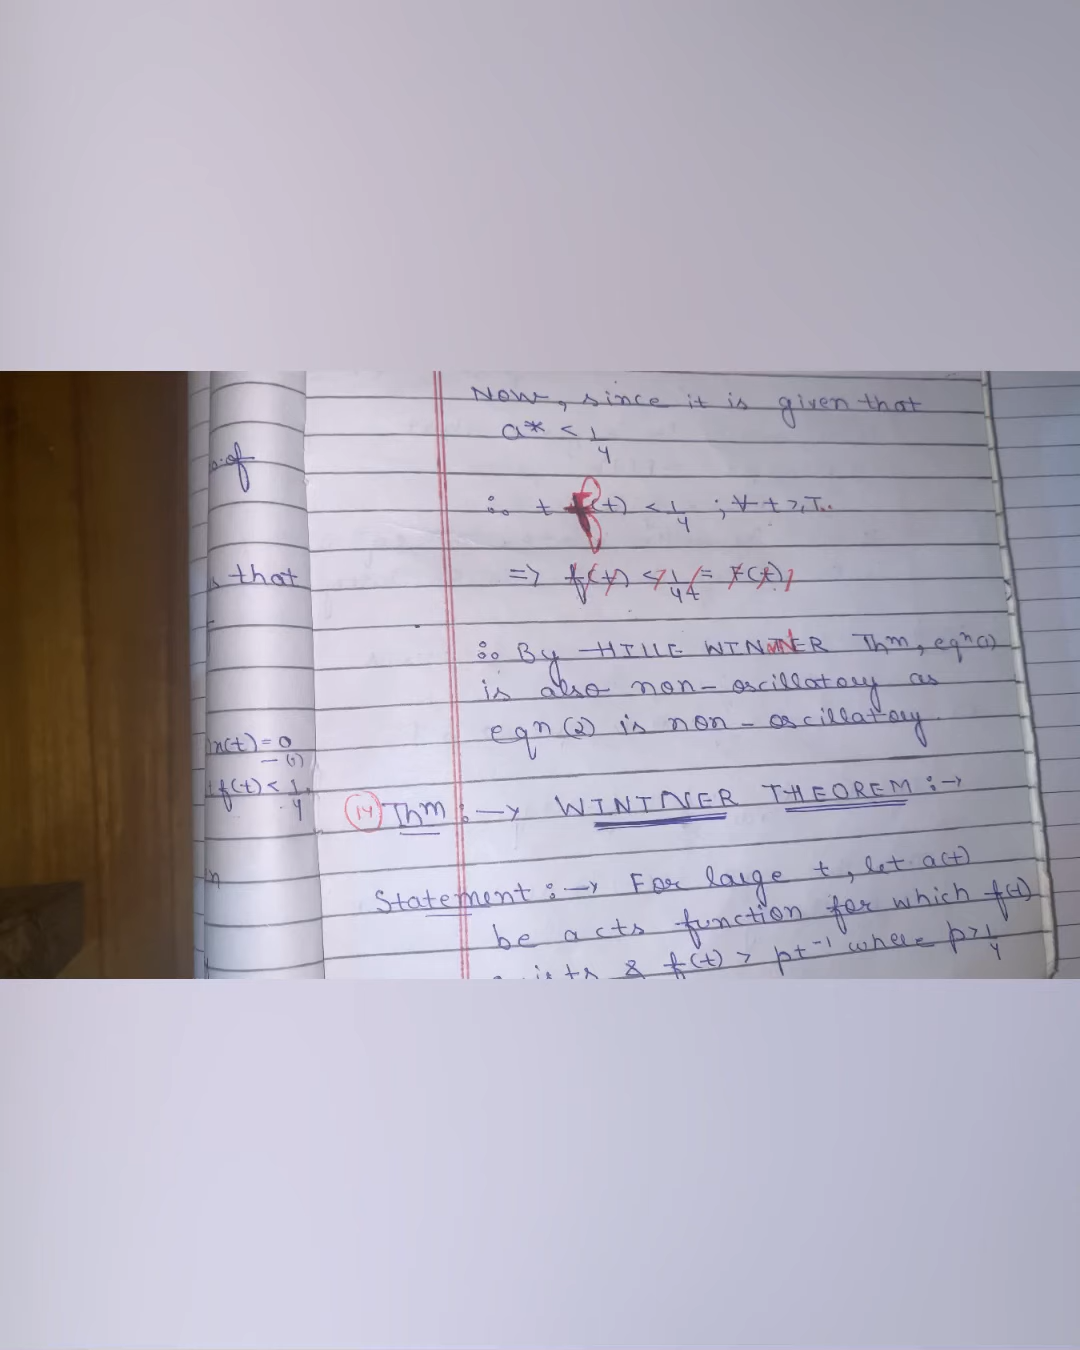 Now, since it is given that
a* < 1/4
∴ t f(t) < 1/4 ; ∀ t ≥ T.
=> f(t) < 1/4t = F(t)
∴ By HILLE WINTNER Thm, eqn (1)
is also non-oscillatory as
eqn (2) is non-oscillatory.
14 Thm :-> WINTNER THEOREM :->
Statement :-> For large t, let a(t)
be a cts function for which f(t)
& f(t) > pt⁻¹ where p > 1/4
of
that
x(t) = 0
f(t) < 1/4